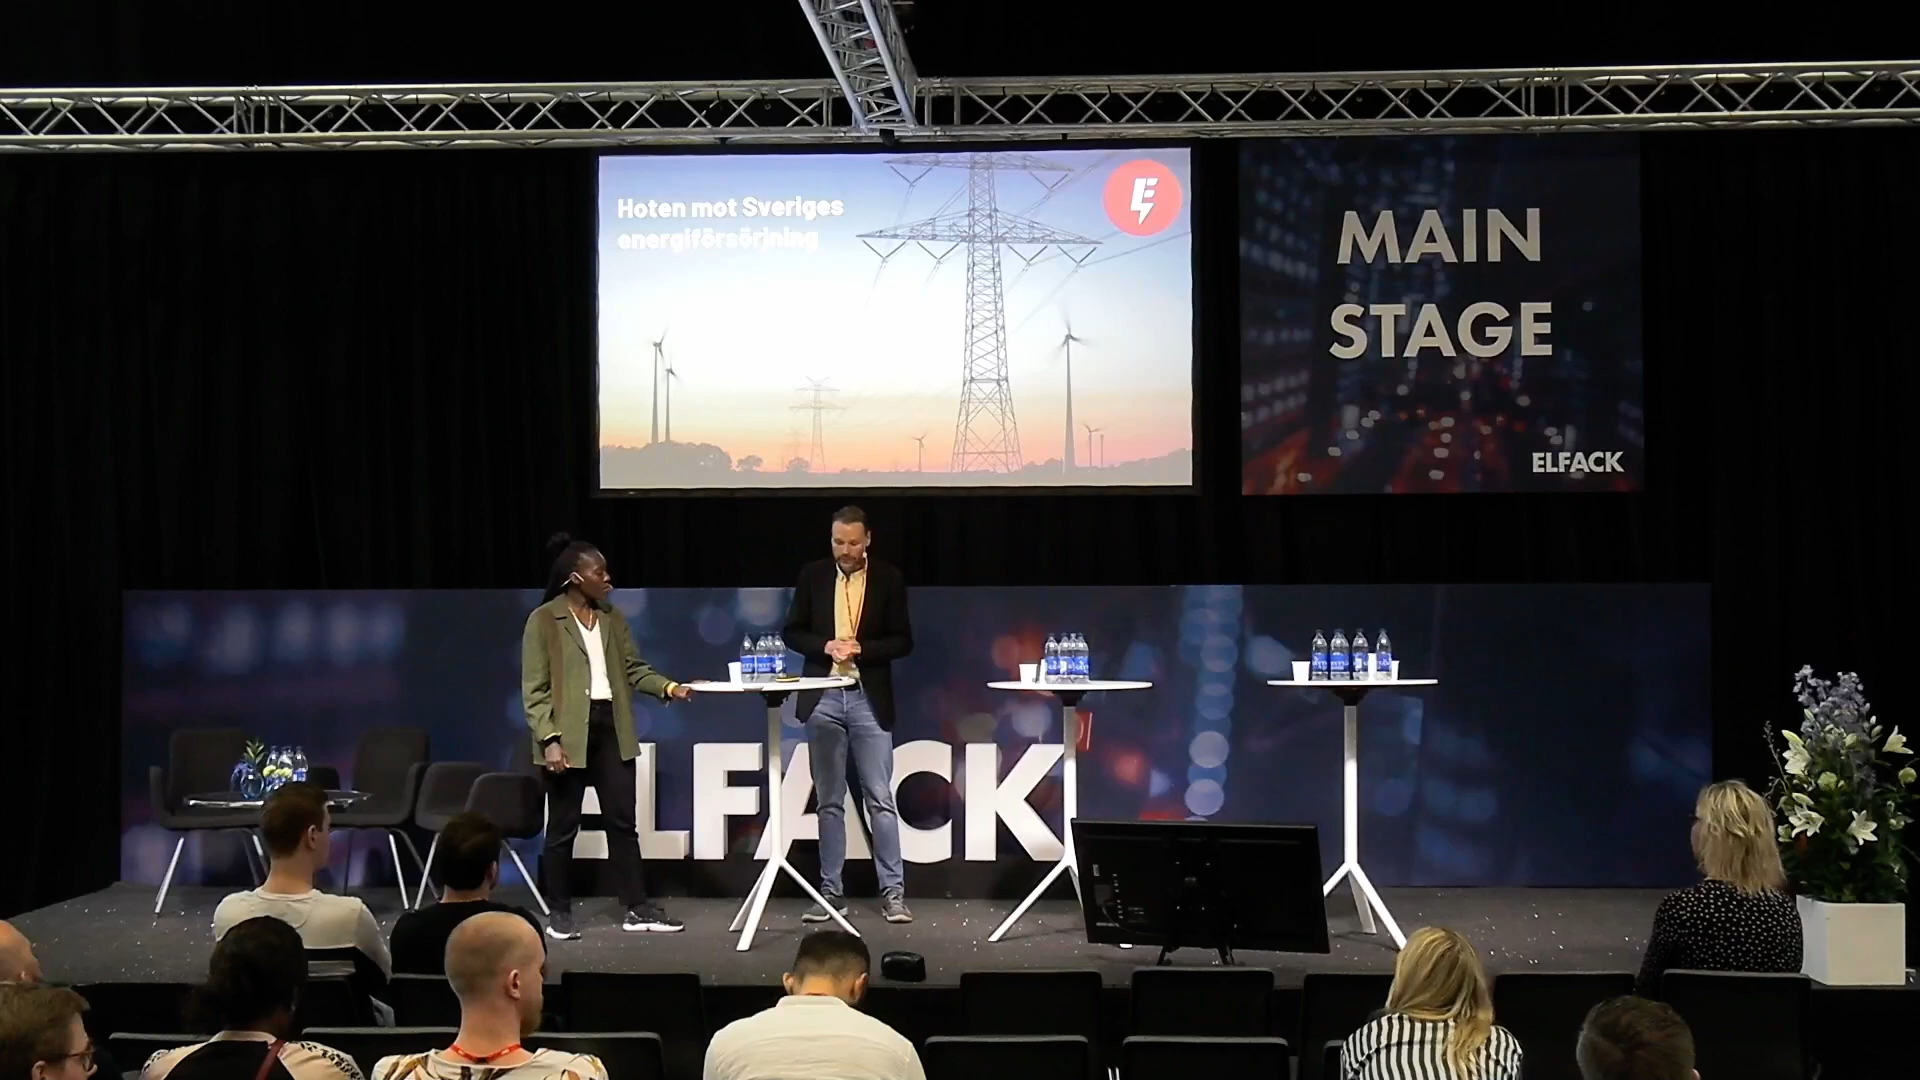 Hoten mot Sveriges
energiförsörjning
MAIN
STAGE
ELFACK
ELFACK